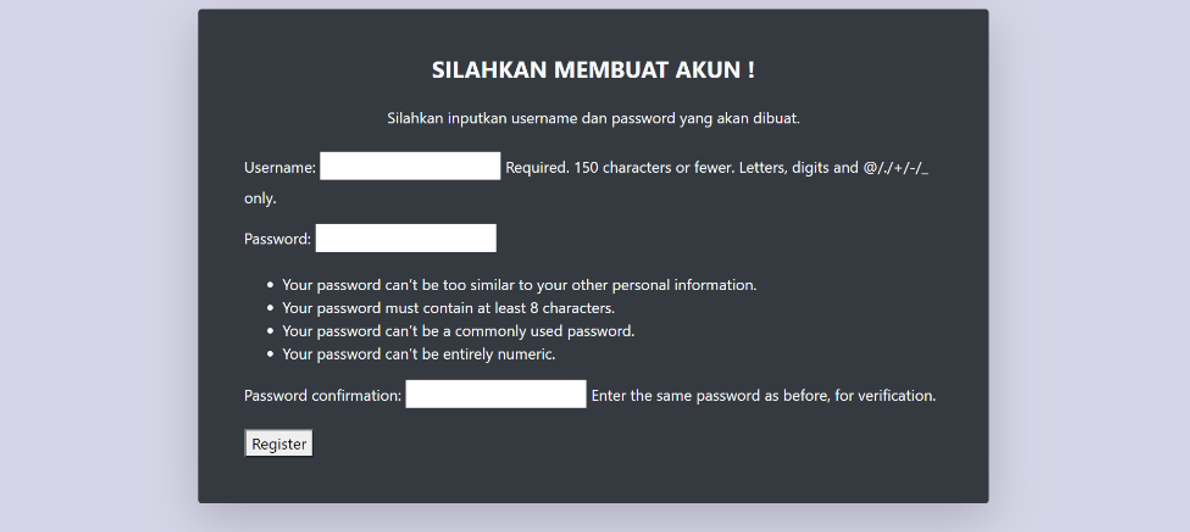 SILAHKAN MEMBUAT AKUN !
Silahkan inputkan username dan password yang akan dibuat.
Username: Required. 150 characters or fewer. Letters, digits and @/./+/-/_
only.
Password:
• Your password can't be too similar to your other personal information.
• Your password must contain at least 8 characters.
• Your password can't be a commonly used password.
• Your password can't be entirely numeric.
Password confirmation: Enter the same password as before, for verification.
Register